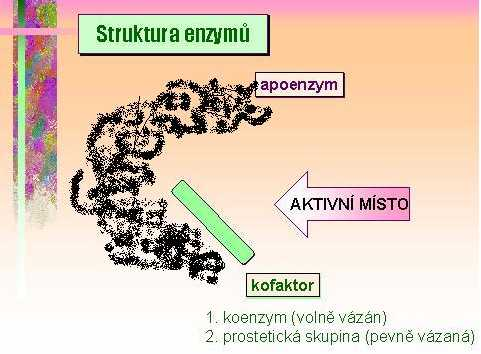 Struktura enzymů
apoenzym
AKTIVNÍ MÍSTO
kofaktor
1. koenzym (volně vázán)
2. prostetická skupina (pevně vázaná)